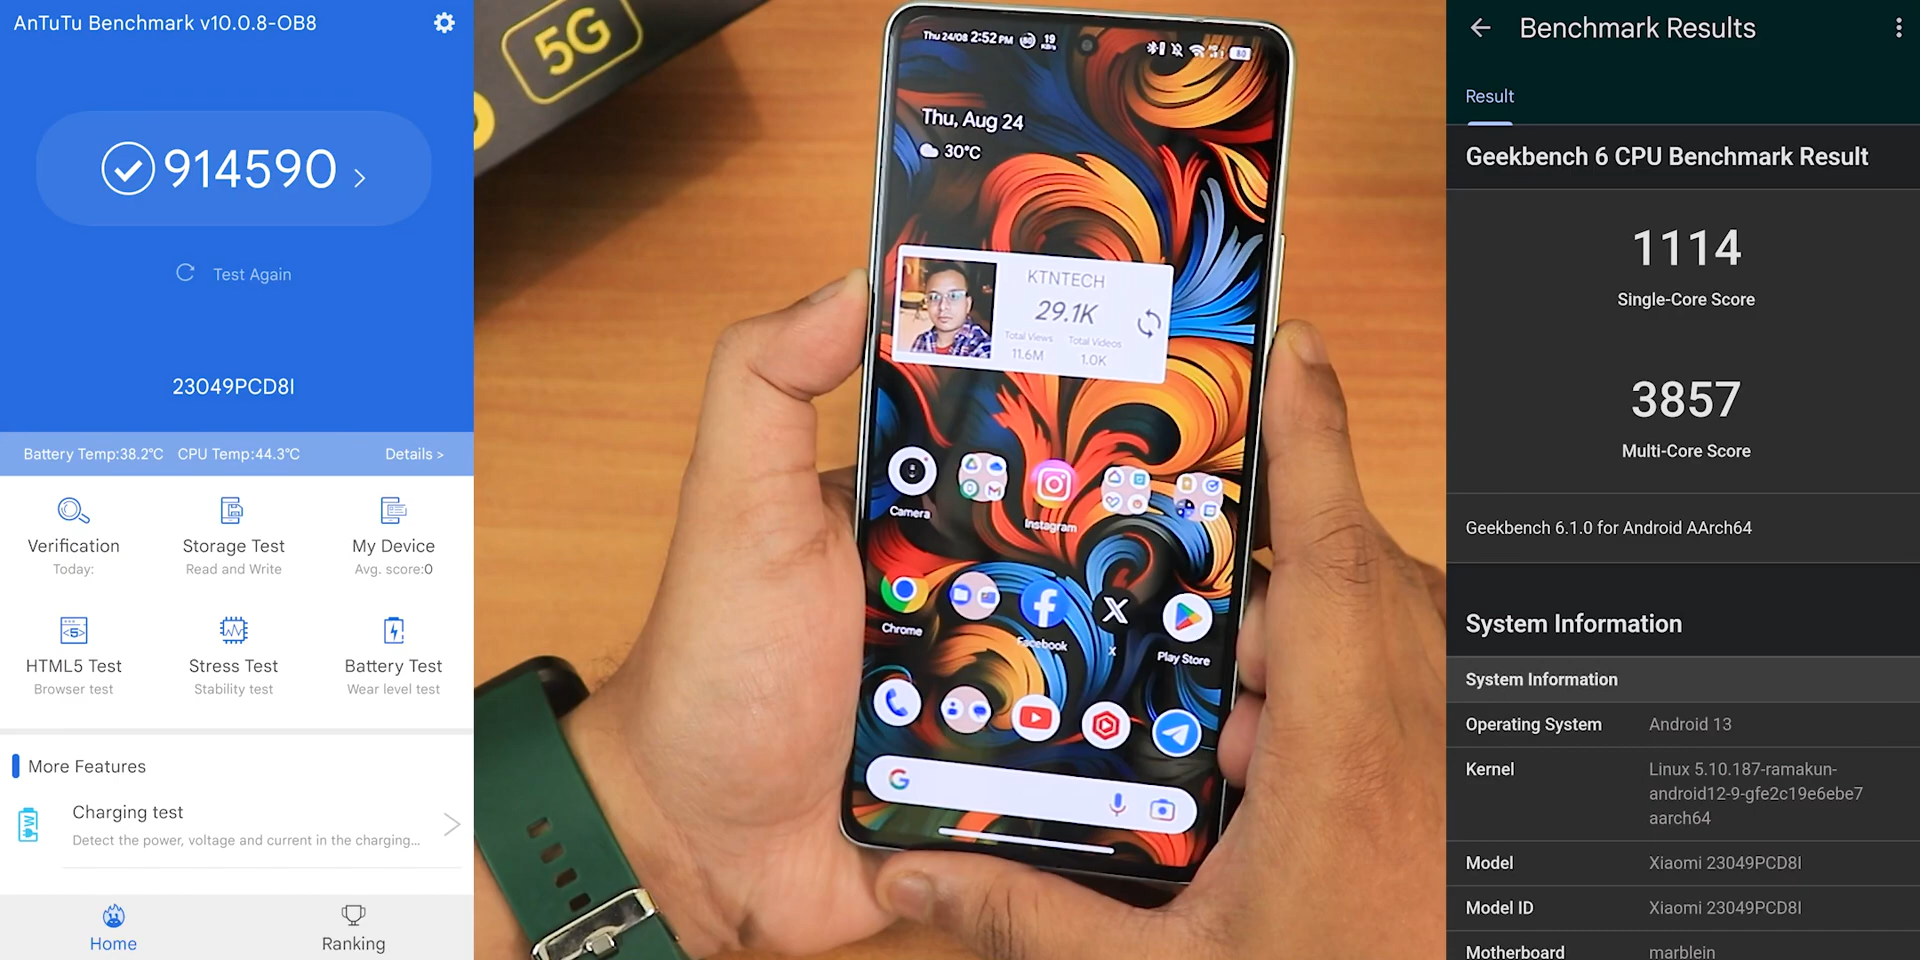 AnTuTu Benchmark v10.0.8-OB8
914590
Test Again
23049PCD8I
Battery Temp:38.2°C CPU Temp:44.3°C Details >
Verification
Today:
Storage Test
Read and Write
My Device
Avg. score:0
HTML5 Test
Browser test
Stress Test
Stability test
Battery Test
Wear level test
More Features
Charging test
Detect the power, voltage and current in the charging...
Home
Ranking
5G
Thu 24/08 2:52 PM
80
19
Thu, Aug 24
30°C
KTNTECH
29.1K
Total Views
11.6M
Total Videos
1.0K
Camera
Instagram
Chrome
Facebook
X
Play Store
Benchmark Results
Result
Geekbench 6 CPU Benchmark Result
1114
Single-Core Score
3857
Multi-Core Score
Geekbench 6.1.0 for Android AArch64
System Information
System Information
Operating System Android 13
Kernel Linux 5.10.187-ramakun-
android12-9-gfe2c19e6ebe7
aarch64
Model Xiaomi 23049PCD8I
Model ID Xiaomi 23049PCD8I
Motherboard marblein